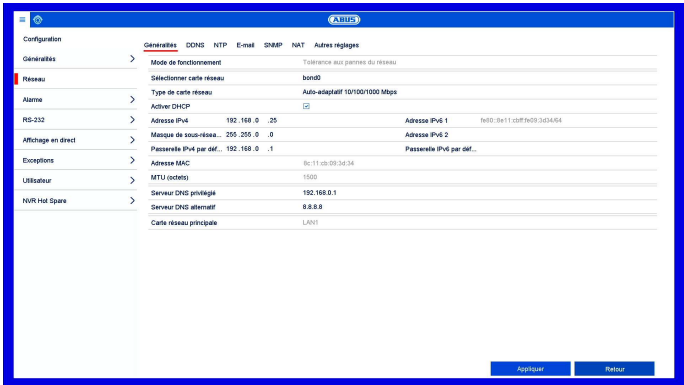 ABUS
Configuration
Généralités
Réseau
Alarme
RS-232
Affichage en direct
Exceptions
Utilisateur
NVR Hot Spare
Généralités DDNS NTP E-mail SNMP NAT Autres réglages
Mode de fonctionnement Tolérance aux pannes du réseau
Sélectionner carte réseau bond0
Type de carte réseau Auto-adaptatif 10/100/1000 Mbps
Activer DHCP
Adresse IPv4 192.168.0 .25 Adresse IPv6 1 fe80::8e11:cbff:fe09:3d34/64
Masque de sous-résea... 255.255.0 .0 Adresse IPv6 2
Passerelle IPv4 par déf... 192.168.0 .1 Passerelle IPv6 par déf...
Adresse MAC 8c:11:cb:09:3d:34
MTU (octets) 1500
Serveur DNS privilégié 192.168.0.1
Serveur DNS alternatif 8.8.8.8
Carte réseau principale LAN1
Appliquer Retour